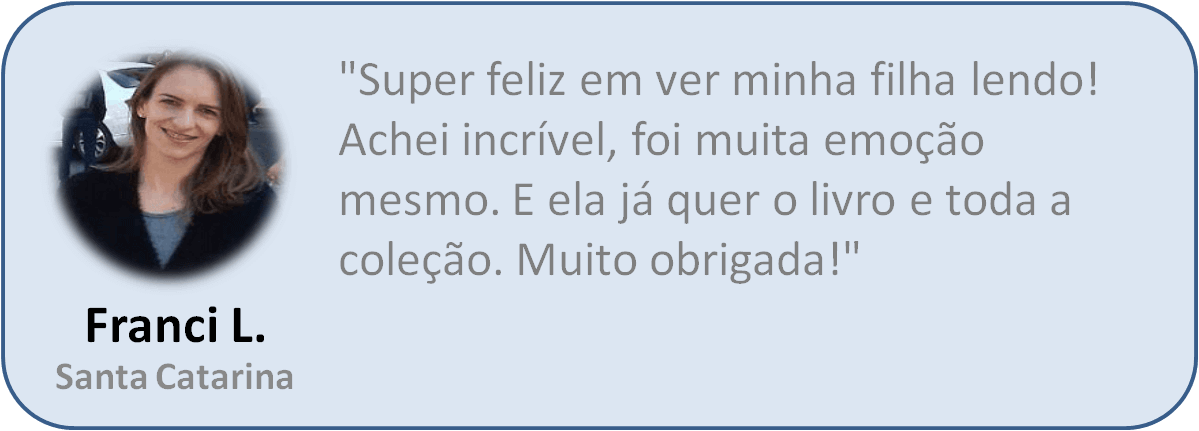 "Super feliz em ver minha filha lendo!
Achei incrível, foi muita emoção
mesmo. E ela já quer o livro e toda a
coleção. Muito obrigada!"
Franci L.
Santa Catarina